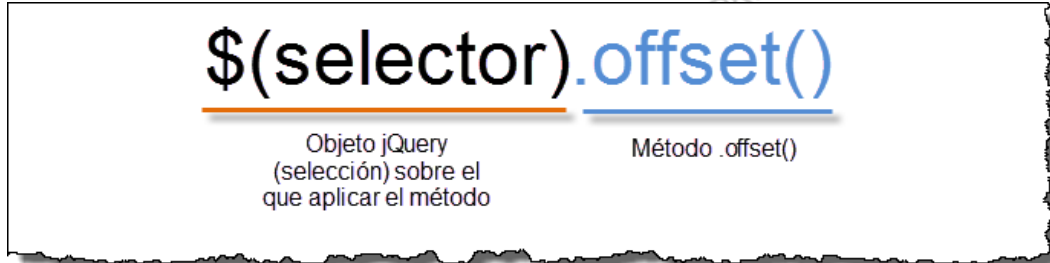 $(selector).offset()
Objeto jQuery
(selección) sobre el
que aplicar el método
Método .offset()